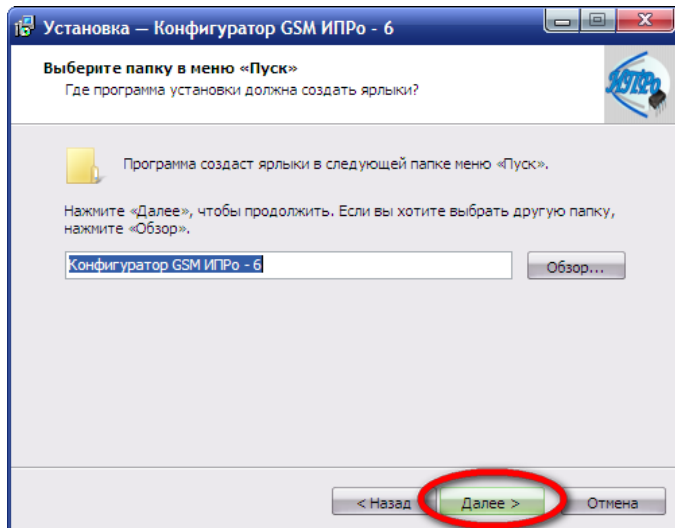 Установка — Конфигуратор GSM ИПРо - 6
Выберите папку в меню «Пуск»
Где программа установки должна создать ярлыки?
ИПРо
Программа создаст ярлыки в следующей папке меню «Пуск».
Нажмите «Далее», чтобы продолжить. Если вы хотите выбрать другую папку,
нажмите «Обзор».
Конфигуратор GSM ИПРо - 6
Обзор...
< Назад
Далее >
Отмена